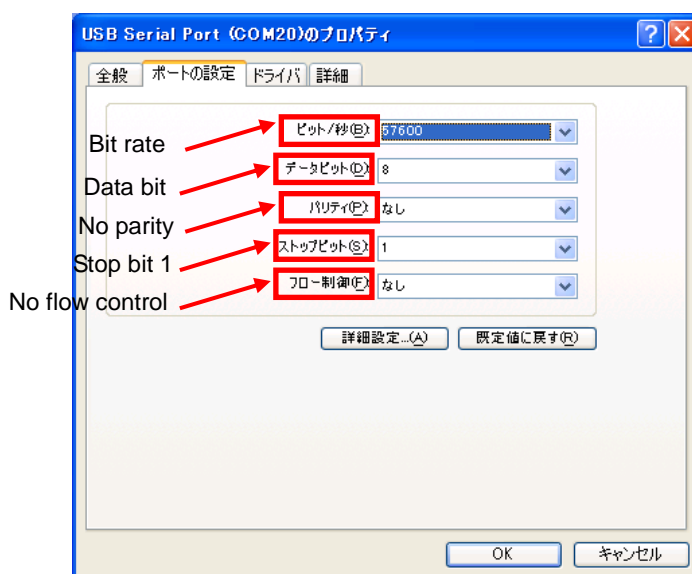 USB Serial Port (COM20)のプロパティ
全般 ポートの設定 ドライバ 詳細
Bit rate
ビット/秒(B): 57600
Data bit
データビット(D): 8
No parity
パリティ(P): なし
Stop bit 1
ストップビット(S): 1
No flow control
フロー制御(F): なし
詳細設定...(A) 既定値に戻す(R)
OK キャンセル